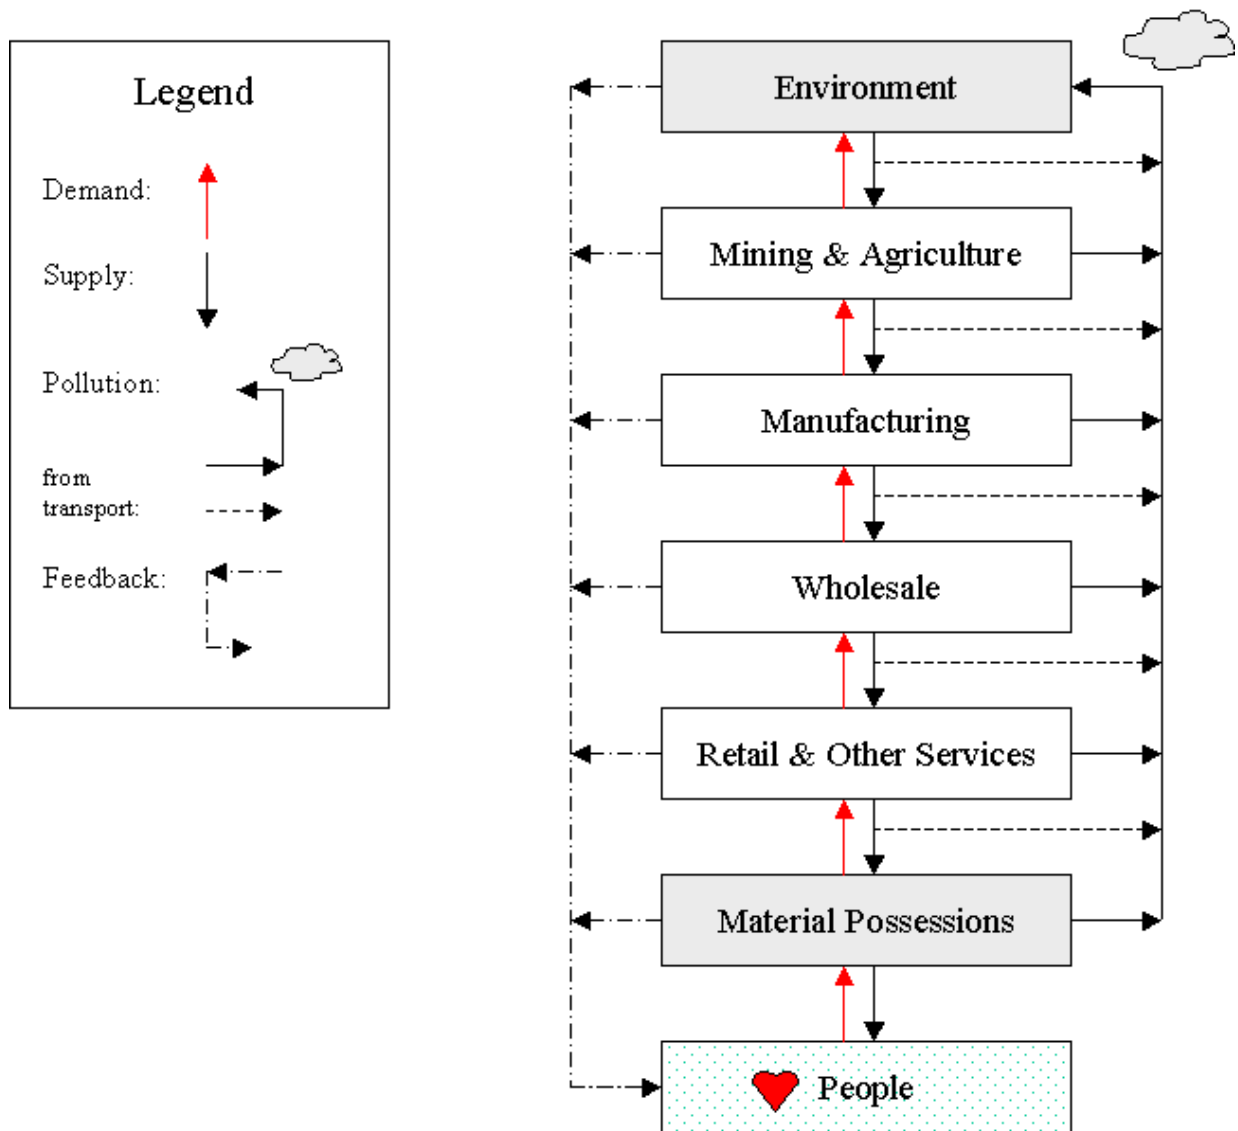 Legend
Demand:
Supply:
Pollution:
from
transport:
Feedback:
Environment
Mining & Agriculture
Manufacturing
Wholesale
Retail & Other Services
Material Possessions
People